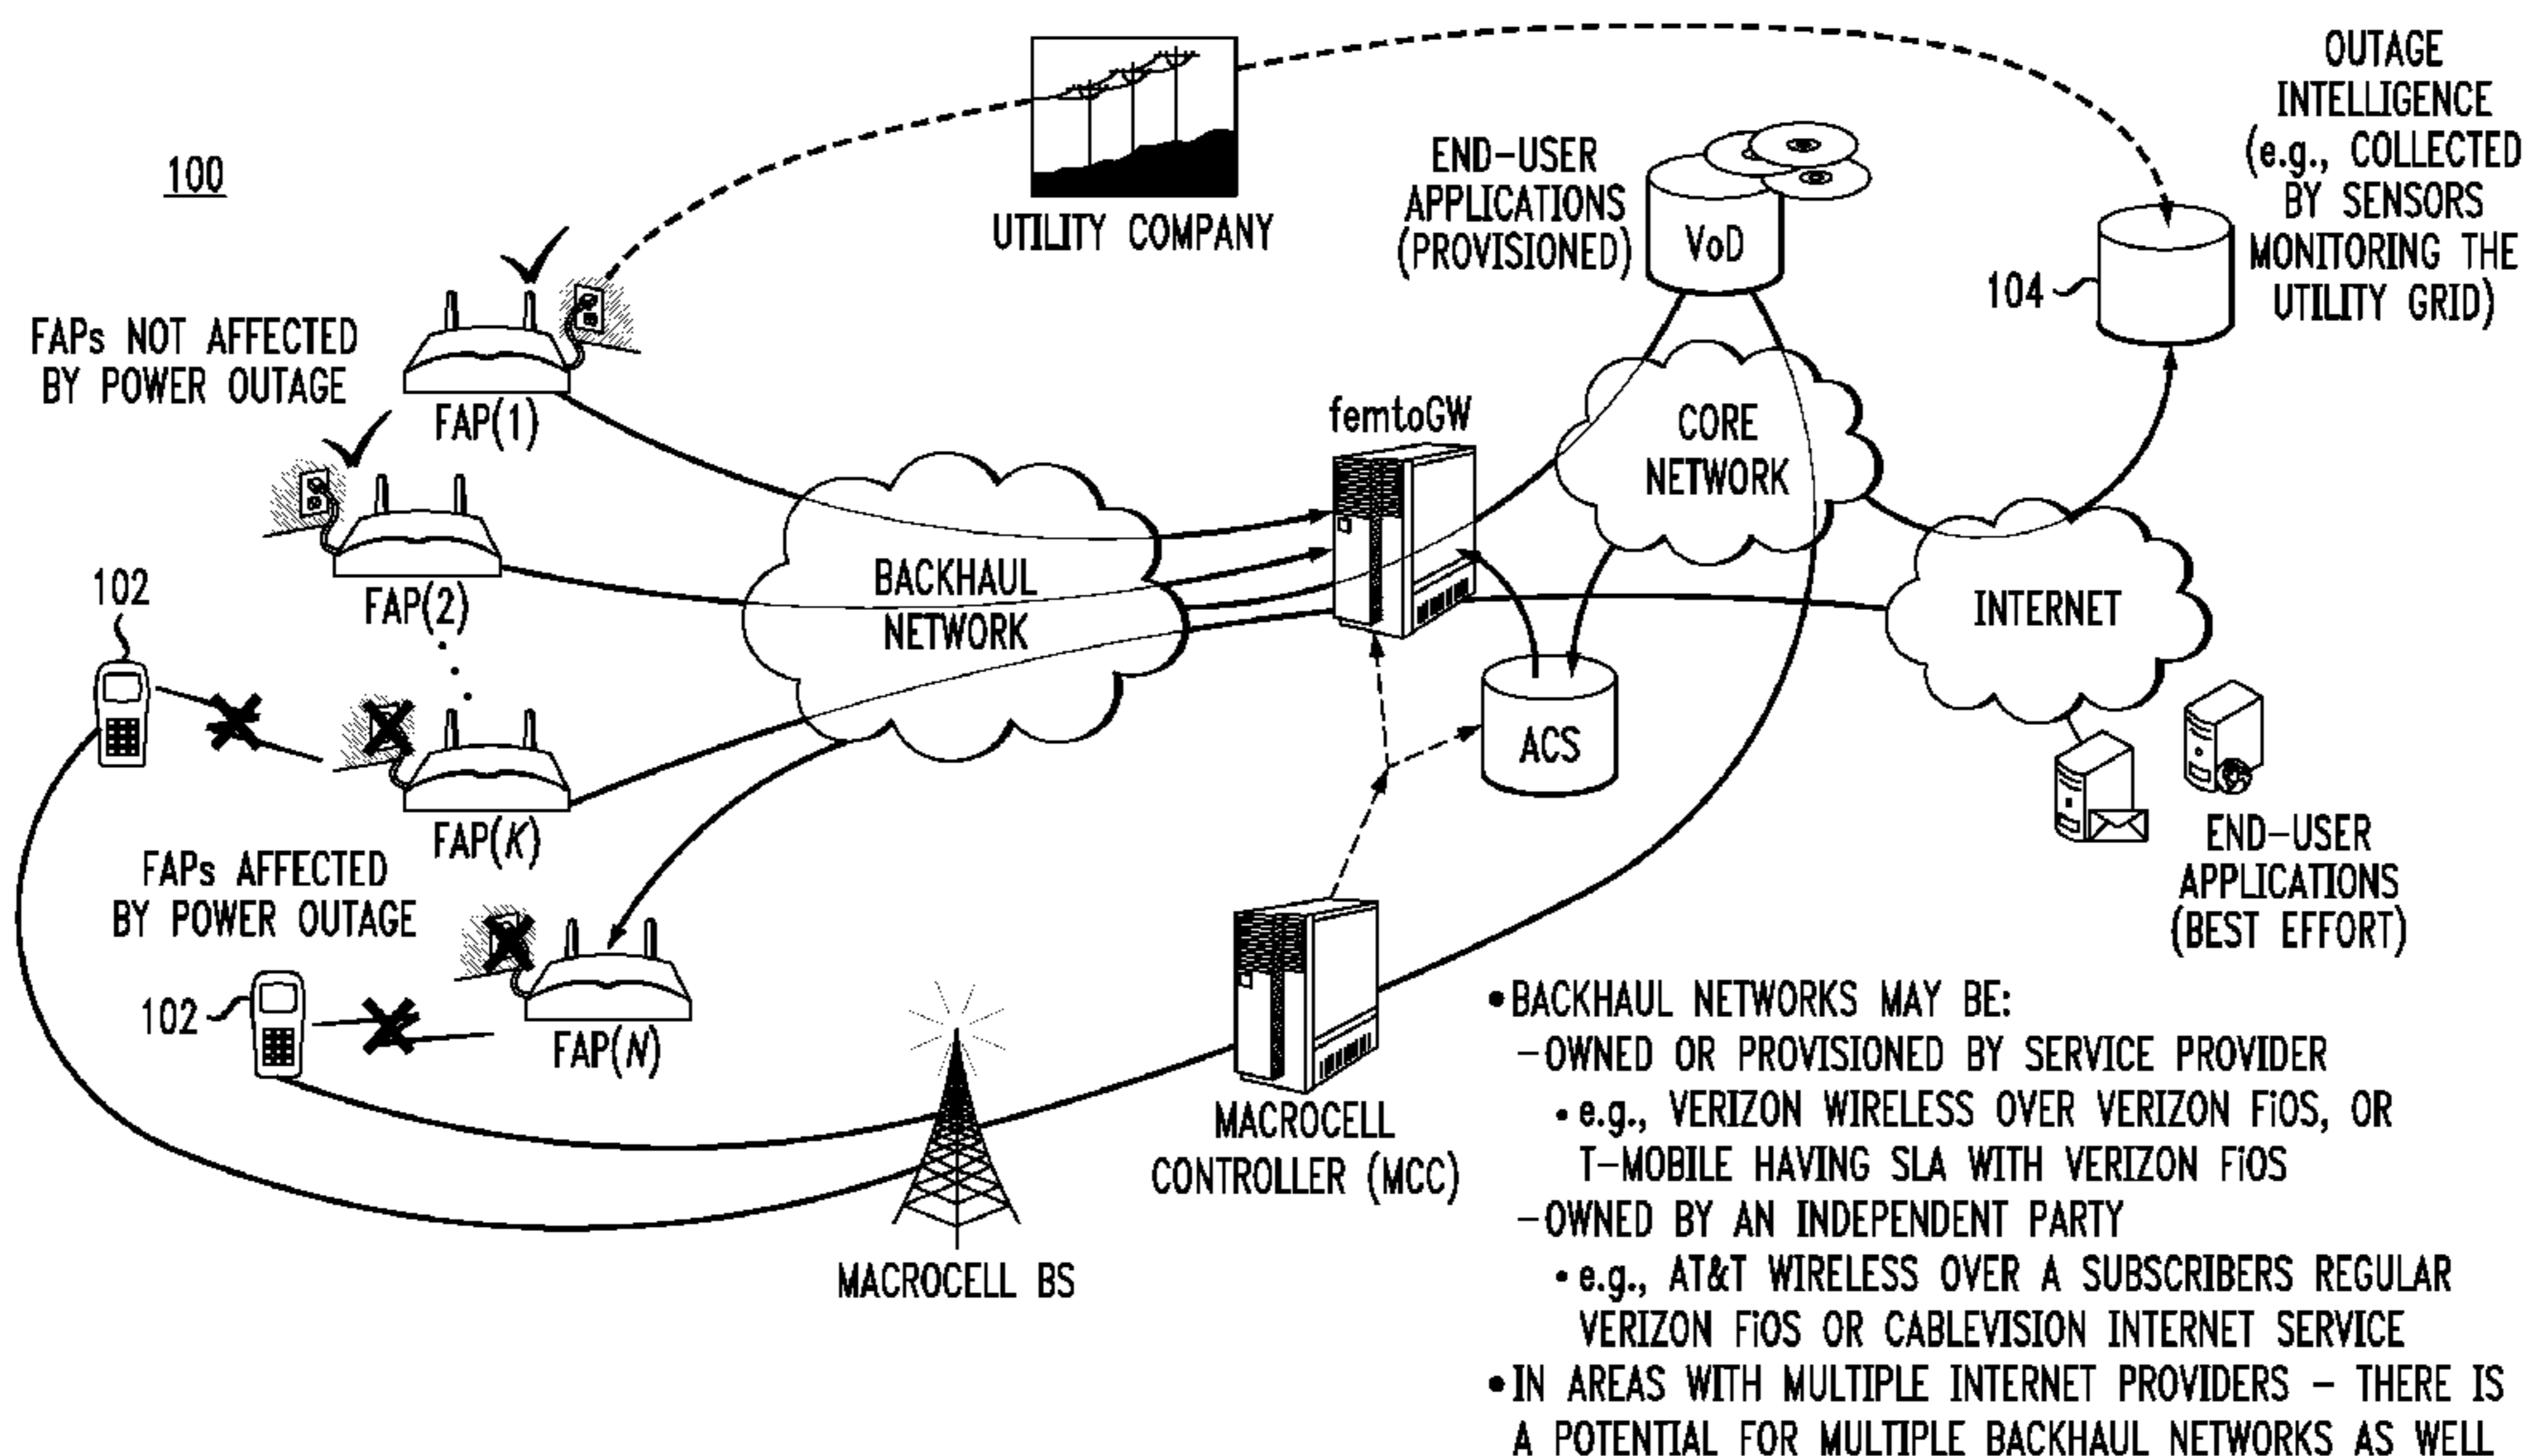 100
UTILITY COMPANY
END-USER
APPLICATIONS
(PROVISIONED)
VoD
OUTAGE
INTELLIGENCE
(e.g., COLLECTED
BY SENSORS
MONITORING THE
UTILITY GRID)
104
FAPs NOT AFFECTED
BY POWER OUTAGE
FAP(1)
FAP(2)
102
BACKHAUL
NETWORK
femtoGW
CORE
NETWORK
INTERNET
ACS
FAP(K)
FAPs AFFECTED
BY POWER OUTAGE
102
FAP(N)
END-USER
APPLICATIONS
(BEST EFFORT)
MACROCELL BS
MACROCELL
CONTROLLER (MCC)
•BACKHAUL NETWORKS MAY BE:
-OWNED OR PROVISIONED BY SERVICE PROVIDER
• e.g., VERIZON WIRELESS OVER VERIZON FiOS, OR
T-MOBILE HAVING SLA WITH VERIZON FiOS
-OWNED BY AN INDEPENDENT PARTY
• e.g., AT&T WIRELESS OVER A SUBSCRIBERS REGULAR
VERIZON FiOS OR CABLEVISION INTERNET SERVICE
•IN AREAS WITH MULTIPLE INTERNET PROVIDERS - THERE IS
A POTENTIAL FOR MULTIPLE BACKHAUL NETWORKS AS WELL